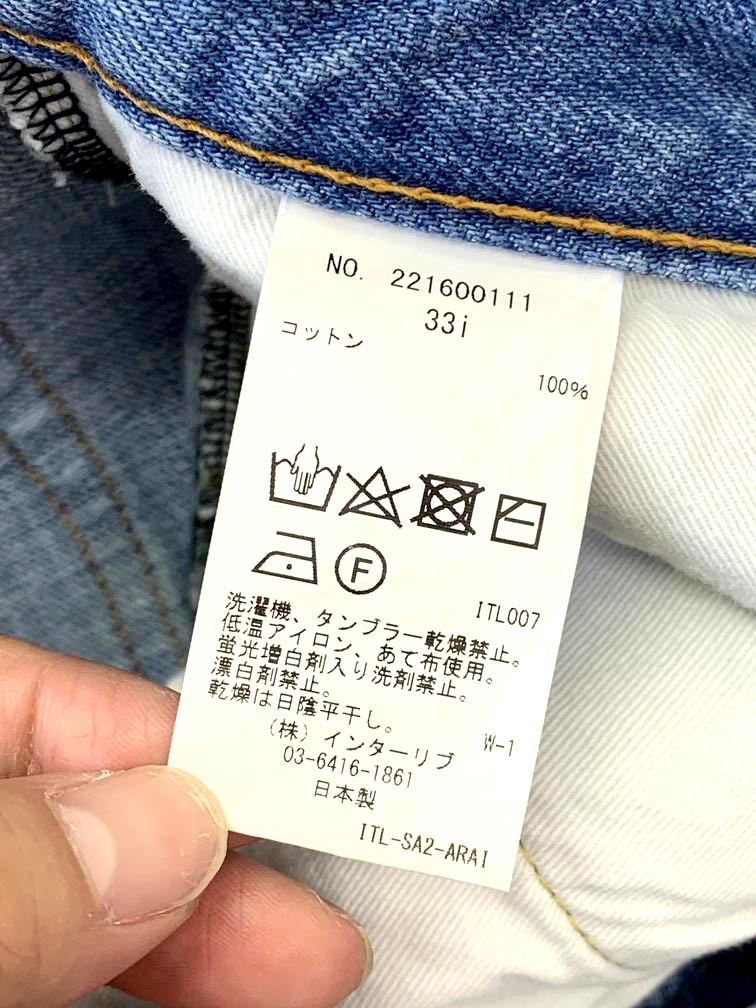 NO. 221600111
33i
コットン
100%
F
ITL007
洗濯機、タンブラー乾燥禁止。
低温アイロン、あて布使用。
蛍光増白剤入り洗剤禁止。
漂白剤禁止。
乾燥は日陰平干し。
W-1
(株)インターリブ
03-6416-1861
日本製
ITL-SA2-ARAI